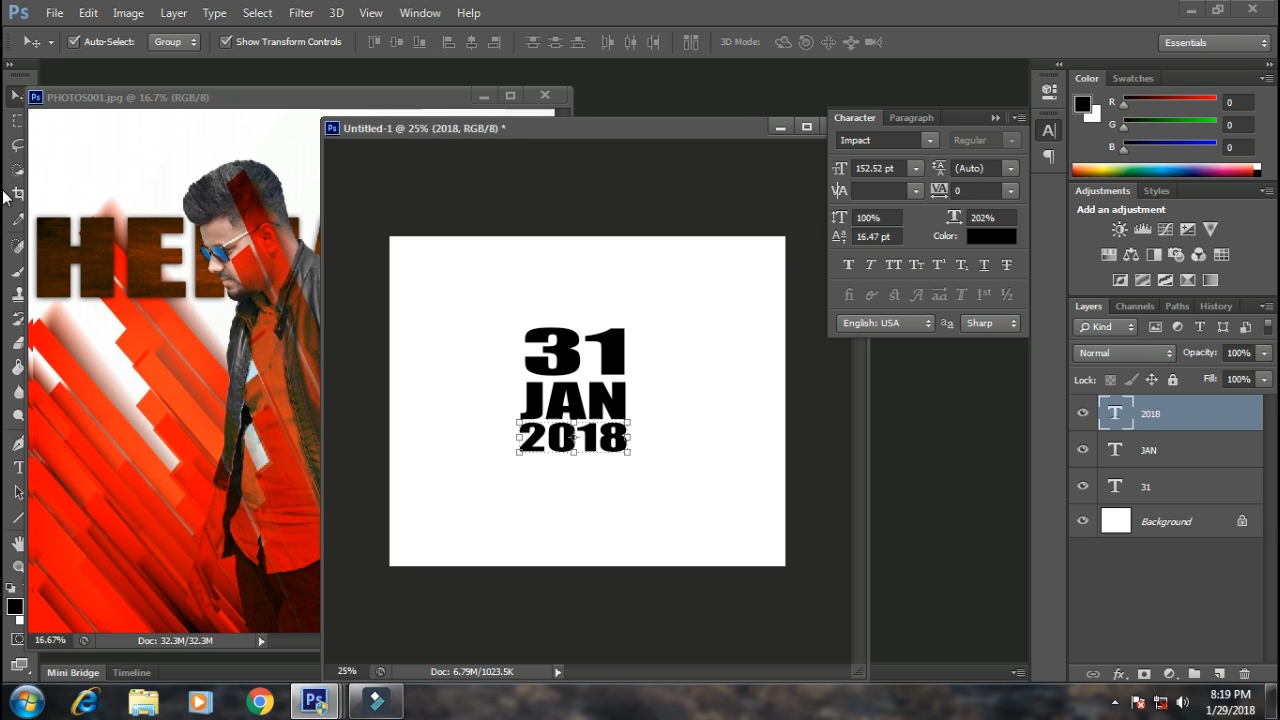 Ps File Edit Image Layer Type Select Filter 3D View Window Help
Auto-Select: Group Show Transform Controls 3D Mode: Essentials
PHOTOS001.jpg @ 16.7% (RGB/8)
Untitled-1 @ 25% (2018, RGB/8) *
Character Paragraph
Impact Regular
152.52 pt (Auto)
0
100% 202%
16.47 pt Color:
English: USA aa Sharp
Color Swatches
R 0
G 0
B 0
Adjustments Styles
Add an adjustment
Layers Channels Paths History
Kind
Normal Opacity: 100%
Lock: Fill: 100%
2018
JAN
31
Background
HE
31
JAN
2018
16.67% Doc: 32.3M/32.3M
25% Doc: 6.79M/1023.5K
Mini Bridge Timeline
8:19 PM
1/29/2018